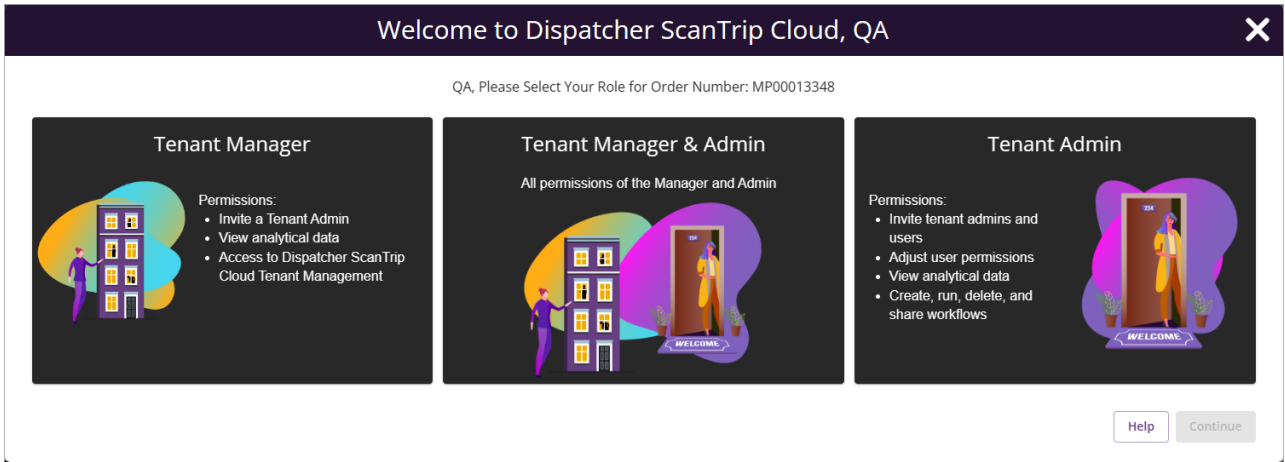 Welcome to Dispatcher ScanTrip Cloud, QA
QA, Please Select Your Role for Order Number: MP00013348
Tenant Manager
Permissions:
• Invite a Tenant Admin
• View analytical data
• Access to Dispatcher ScanTrip
Cloud Tenant Management
Tenant Manager & Admin
All permissions of the Manager and Admin
234
WELCOME
Tenant Admin
Permissions:
• Invite tenant admins and
users
• Adjust user permissions
• View analytical data
• Create, run, delete, and
share workflows
234
WELCOME
Help
Continue